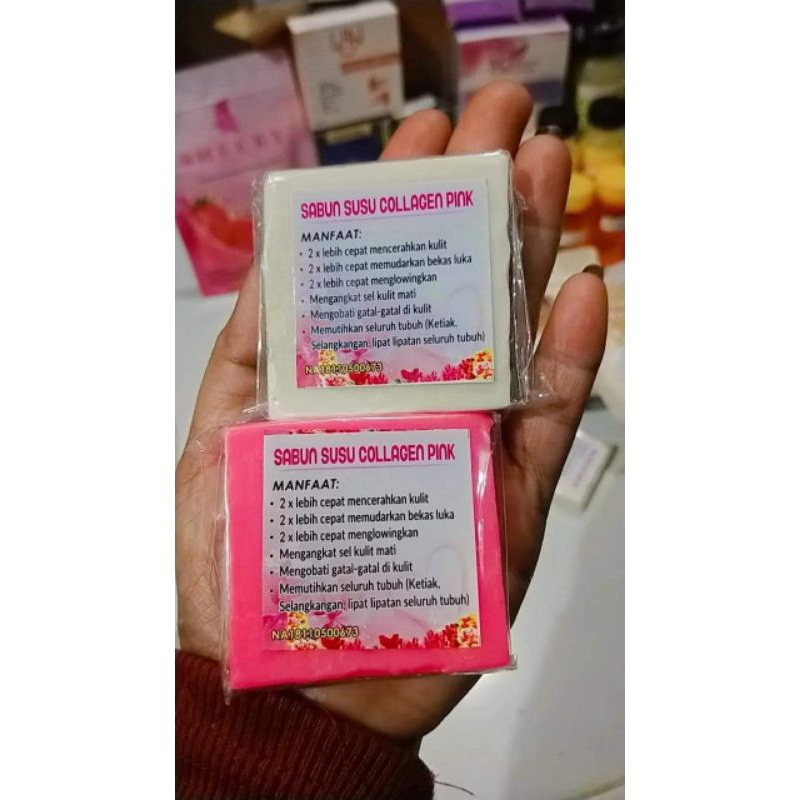 SABUN SUSU COLLAGEN PINK
MANFAAT:
• 2 x lebih cepat mencerahkan kulit
• 2 x lebih cepat memudarkan bekas luka
• 2 x lebih cepat menglowingkan
• Mengangkat sel kulit mati
• Mengobati gatal-gatal di kulit
• Memutihkan seluruh tubuh (Ketiak,
Selangkangan, lipat lipatan seluruh tubuh)
NA18110500673
SABUN SUSU COLLAGEN PINK
MANFAAT:
• 2 x lebih cepat mencerahkan kulit
• 2 x lebih cepat memudarkan bekas luka
• 2 x lebih cepat menglowingkan
• Mengangkat sel kulit mati
• Mengobati gatal-gatal di kulit
• Memutihkan seluruh tubuh (Ketiak,
Selangkangan, lipat lipatan seluruh tubuh)
NA18110500673